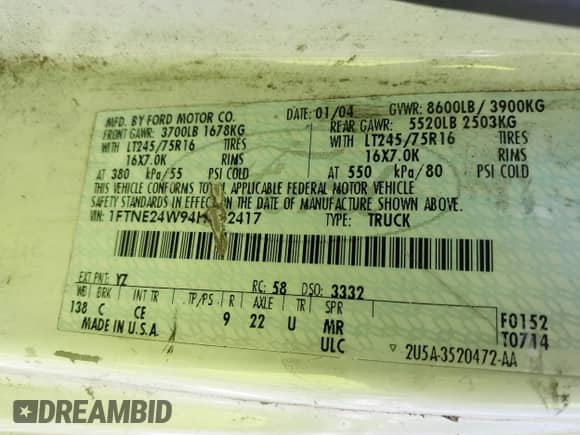 MFD. BY FORD MOTOR CO.
DATE: 01/04 GVWR: 8600LB / 3900KG
FRONT GAWR: 3700LB 1678KG
REAR GAWR: 5520LB 2503KG
WITH LT245/75R16 TIRES
WITH LT245/75R16 TIRES
16X7.0K RIMS
16X7.0K RIMS
AT 380 kPa/55 PSI COLD
AT 550 kPa/80 PSI COLD
THIS VEHICLE CONFORMS TO ALL APPLICABLE FEDERAL MOTOR VEHICLE
SAFETY STANDARDS IN EFFECT ON THE DATE OF MANUFACTURE SHOWN ABOVE.
VIN: TYPE: TRUCK
EXT PNT: YZ RC: 58 DSO: 3332
WB BRK INT TR TP/PS R AXLE TR SPR
138 C CE 9 22 U MR
ULC
F0152
T0714
MADE IN U.S.A.
▽ 2U5A-3520472-AA
DREAMBID